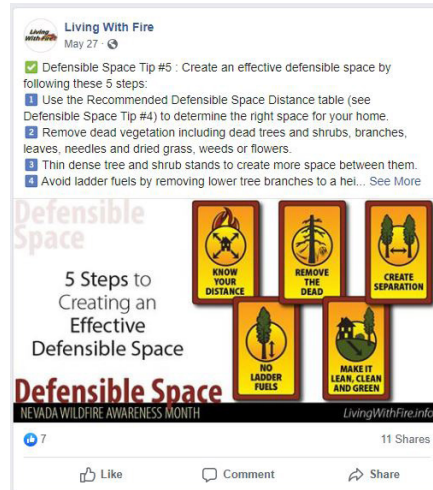 Living With Fire
Living With Fire
May 27 ·
✅ Defensible Space Tip #5 : Create an effective defensible space by
following these 5 steps:
1️⃣ Use the Recommended Defensible Space Distance table (see
Defensible Space Tip #4) to determine the right space for your home.
2️⃣ Remove dead vegetation including dead trees and shrubs, branches,
leaves, needles and dried grass, weeds or flowers.
3️⃣ Thin dense tree and shrub stands to create more space between them.
4️⃣ Avoid ladder fuels by removing lower tree branches to a hei... See More
Defensible
Space
5 Steps to
Creating an
Effective
Defensible Space
KNOW
YOUR
DISTANCE
REMOVE
THE
DEAD
CREATE
SEPARATION
NO
LADDER
FUELS
MAKE IT
LEAN, CLEAN
AND GREEN
Defensible Space
NEVADA WILDFIRE AWARENESS MONTH
LivingWithFire.info
7
11 Shares
Like
Comment
Share